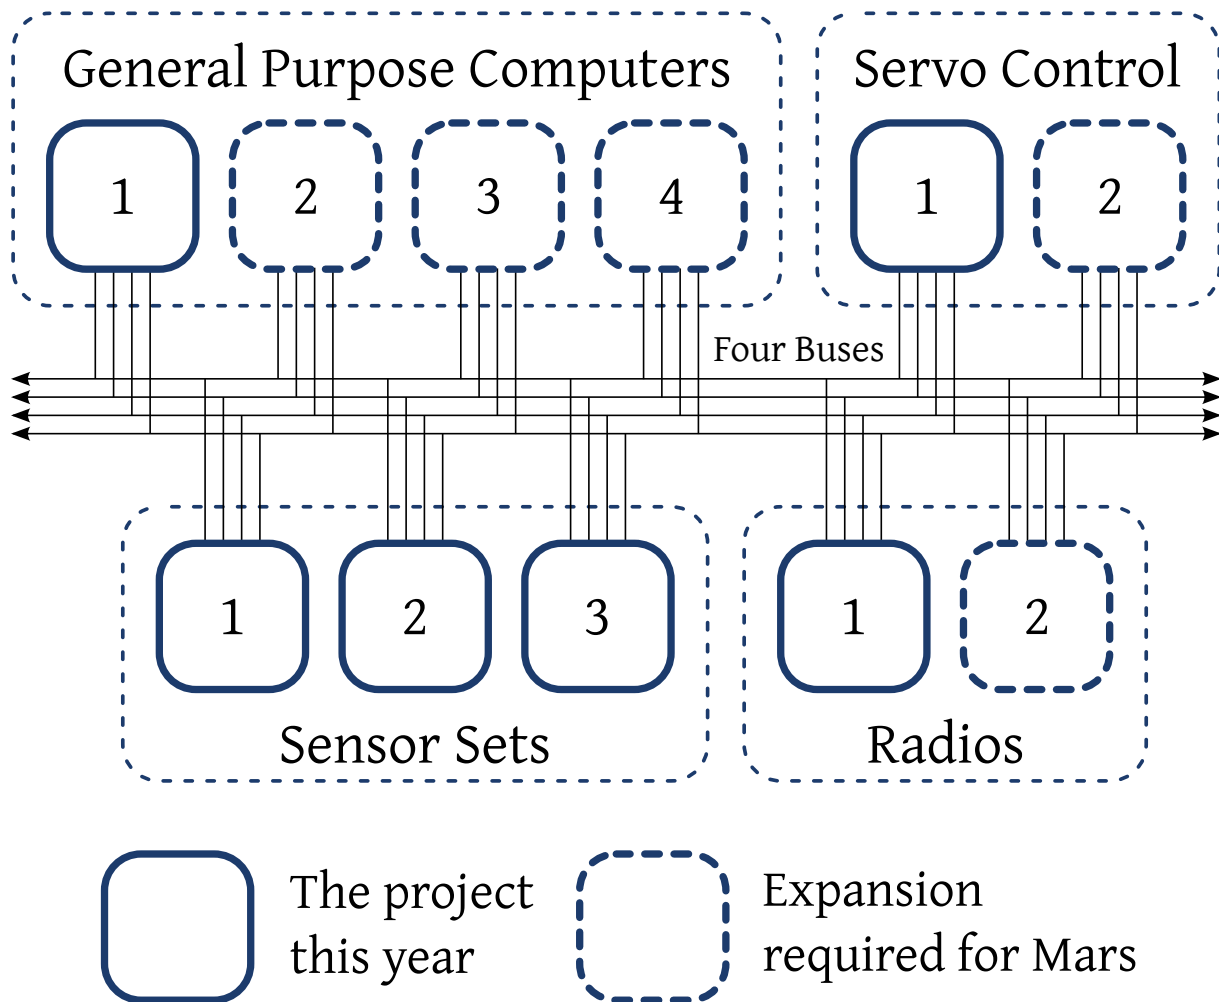 General Purpose Computers
Servo Control
1
2
3
4
1
2
Four Buses
1
2
3
1
2
Sensor Sets
Radios
The project
this year
Expansion
required for Mars